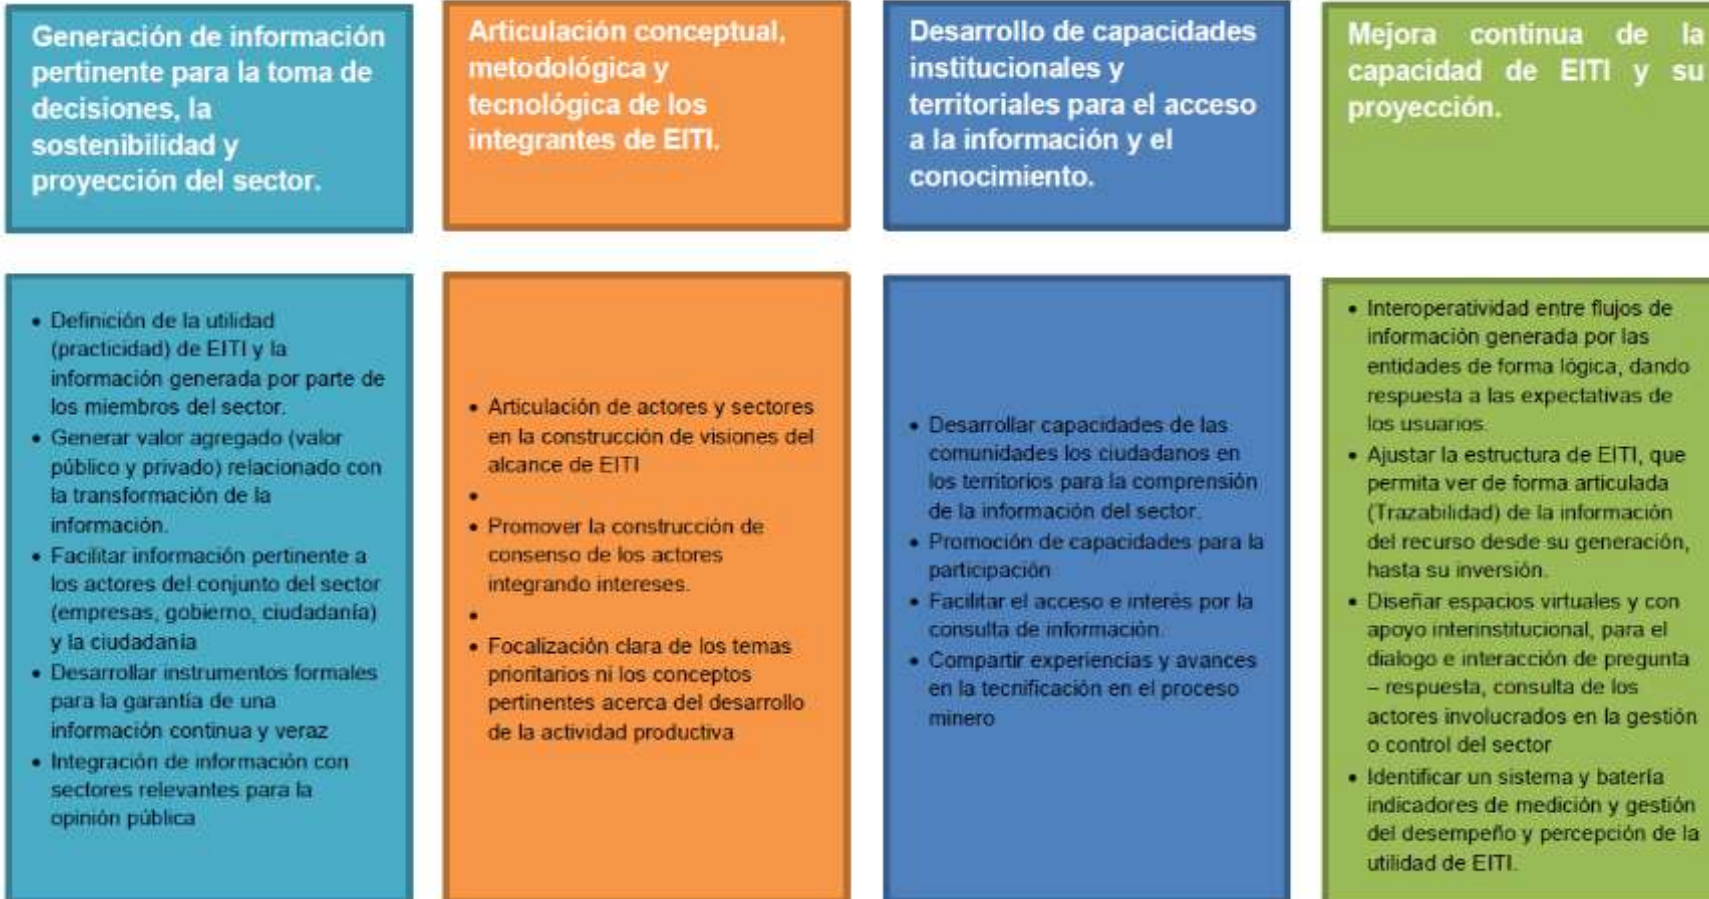 Generación de información
pertinente para la toma de
decisiones, la
sostenibilidad y
proyección del sector.
• Definición de la utilidad
(practicidad) de EITI y la
información generada por parte de
los miembros del sector.
• Generar valor agregado (valor
público y privado) relacionado con
la transformación de la
información.
• Facilitar información pertinente a
los actores del conjunto del sector
(empresas, gobierno, ciudadanía)
y la ciudadanía
• Desarrollar instrumentos formales
para la garantía de una
información continua y veraz
• Integración de información con
sectores relevantes para la
opinión pública
Articulación conceptual,
metodológica y
tecnológica de los
integrantes de EITI.
• Articulación de actores y sectores
en la construcción de visiones del
alcance de EITI
•
• Promover la construcción de
consenso de los actores
integrando intereses.
•
• Focalización clara de los temas
prioritarios ni los conceptos
pertinentes acerca del desarrollo
de la actividad productiva
Desarrollo de capacidades
institucionales y
territoriales para el acceso
a la información y el
conocimiento.
• Desarrollar capacidades de las
comunidades los ciudadanos en
los territorios para la comprensión
de la información del sector.
• Promoción de capacidades para la
participación
• Facilitar el acceso e interés por la
consulta de información.
• Compartir experiencias y avances
en la tecnificación en el proceso
minero
Mejora continua de la
capacidad de EITI y su
proyección.
• Interoperatividad entre flujos de
información generada por las
entidades de forma lógica, dando
respuesta a las expectativas de
los usuarios.
• Ajustar la estructura de EITI, que
permita ver de forma articulada
(Trazabilidad) de la información
del recurso desde su generación,
hasta su inversión.
• Diseñar espacios virtuales y con
apoyo interinstitucional, para el
dialogo e interacción de pregunta
– respuesta, consulta de los
actores involucrados en la gestión
o control del sector
• Identificar un sistema y batería
indicadores de medición y gestión
del desempeño y percepción de la
utilidad de EITI.